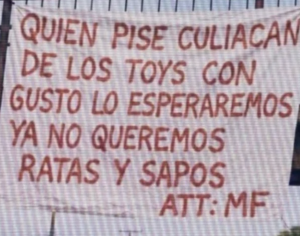 QUIEN PISE CULIACAN
DE LOS TOYS CON
GUSTO LO ESPERAREMOS
YA NO QUEREMOS
RATAS Y SAPOS
ATT: MF